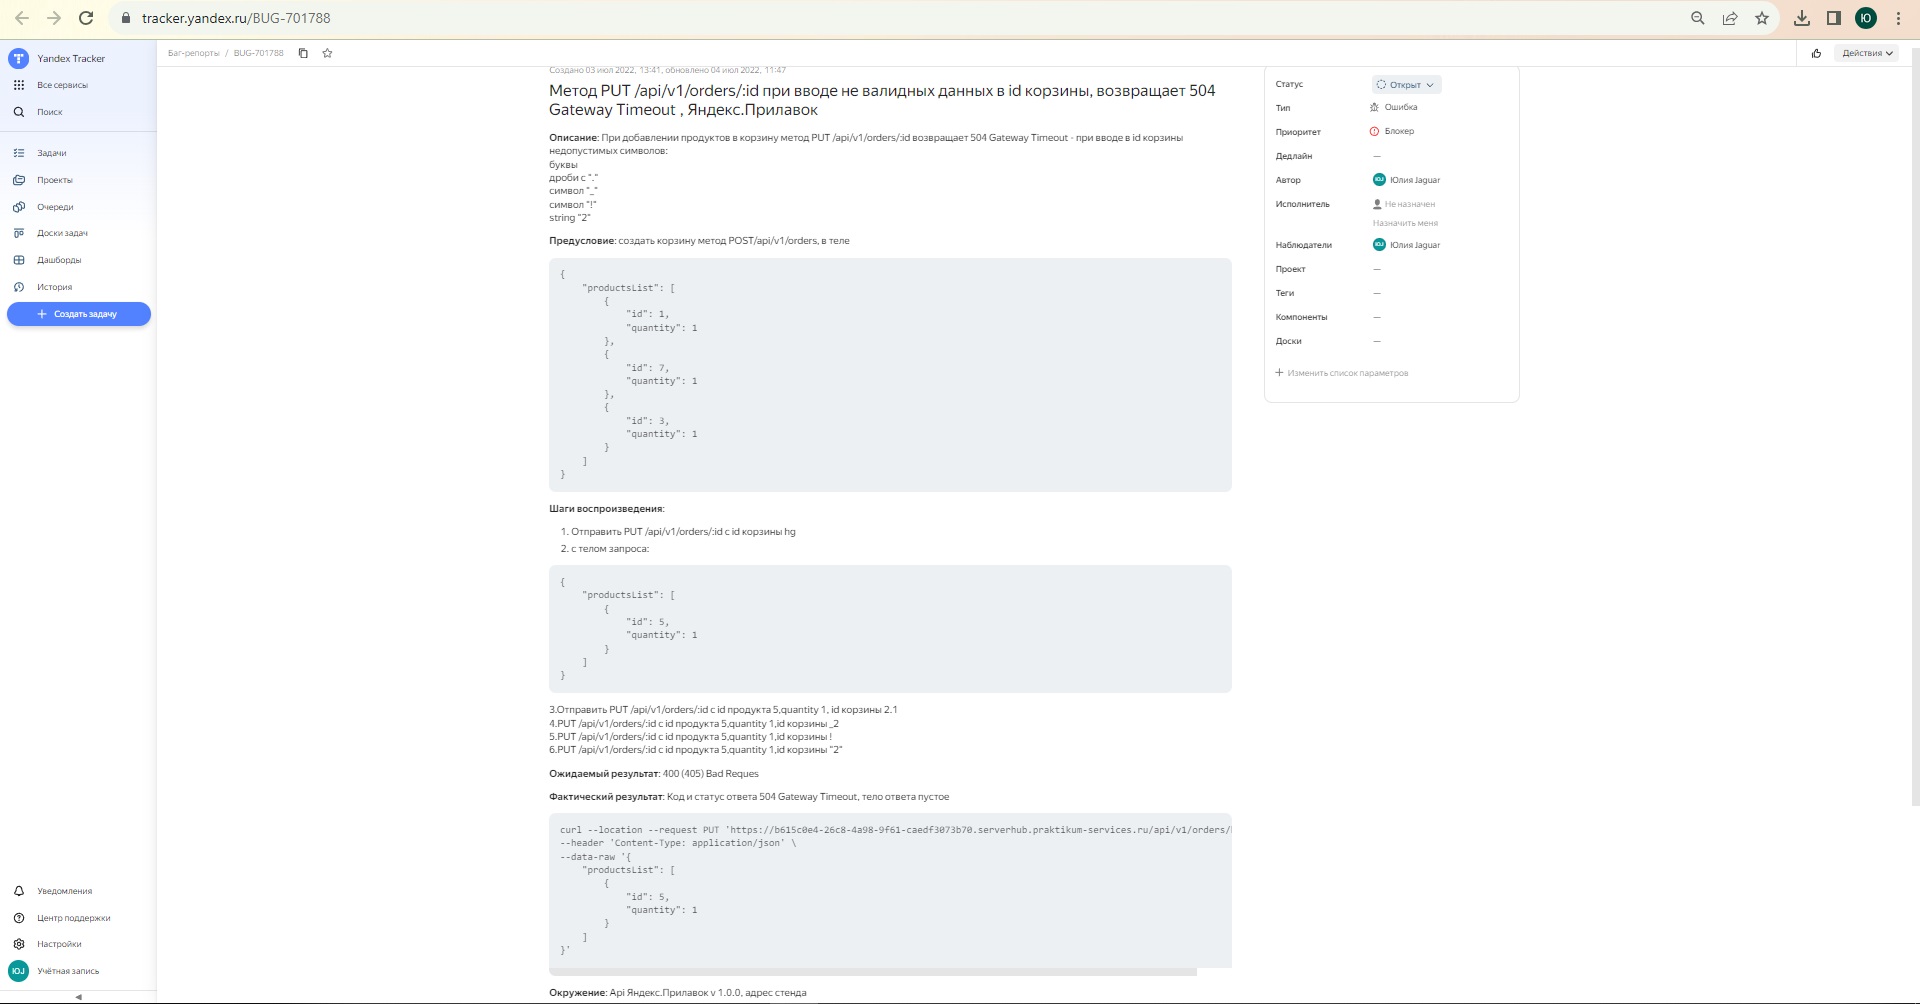 tracker.yandex.ru/BUG-701788
Ю
Yandex Tracker
Все сервисы
Поиск
Задачи
Проекты
Очереди
Доски задач
Дашборды
История
Создать задачу
Уведомления
Центр поддержки
Настройки
ЮJ
Учётная запись
Баг-репорты / BUG-701788
Действия
Создано 03 июл 2022, 13:41, обновлено 04 июл 2022, 11:47
Метод PUT /api/v1/orders/:id при вводе не валидных данных в id корзины, возвращает 504
Gateway Timeout , Яндекс.Прилавок
Описание: При добавлении продуктов в корзину метод PUT /api/v1/orders/:id возвращает 504 Gateway Timeout - при вводе в id корзины
недопустимых символов:
буквы
дроби с "."
символ "_"
символ "!"
string "2"
Предусловие: создать корзину метод POST/api/v1/orders, в теле
{
"productsList": [
{
"id": 1,
"quantity": 1
},
{
"id": 7,
"quantity": 1
},
{
"id": 3,
"quantity": 1
}
]
}
Шаги воспроизведения:
1. Отправить PUT /api/v1/orders/:id с id корзины hg
2. с телом запроса:
{
"productsList": [
{
"id": 5,
"quantity": 1
}
]
}
3.Отправить PUT /api/v1/orders/:id с id продукта 5,quantity 1, id корзины 2.1
4.PUT /api/v1/orders/:id с id продукта 5,quantity 1,id корзины _2
5.PUT /api/v1/orders/:id с id продукта 5,quantity 1,id корзины !
6.PUT /api/v1/orders/:id с id продукта 5,quantity 1,id корзины "2"
Ожидаемый результат: 400 (405) Bad Reques
Фактический результат: Код и статус ответа 504 Gateway Timeout, тело ответа пустое
curl --location --request PUT 'https://b615c0e4-26c8-4a98-9f61-caedf3073b70.serverhub.praktikum-services.ru/api/v1/orders/
--header 'Content-Type: application/json' \
--data-raw '{
"productsList": [
{
"id": 5,
"quantity": 1
}
]
}'
Окружение: Api Яндекс.Прилавок v 1.0.0, адрес стенда
Статус
Открыт
Тип
Ошибка
Приоритет
Блокер
Дедлайн
—
Автор
ЮJ Юлия Jaguar
Исполнитель
Не назначен
Назначить меня
Наблюдатели
ЮJ Юлия Jaguar
Проект
—
Теги
—
Компоненты
—
Доски
—
Изменить список параметров